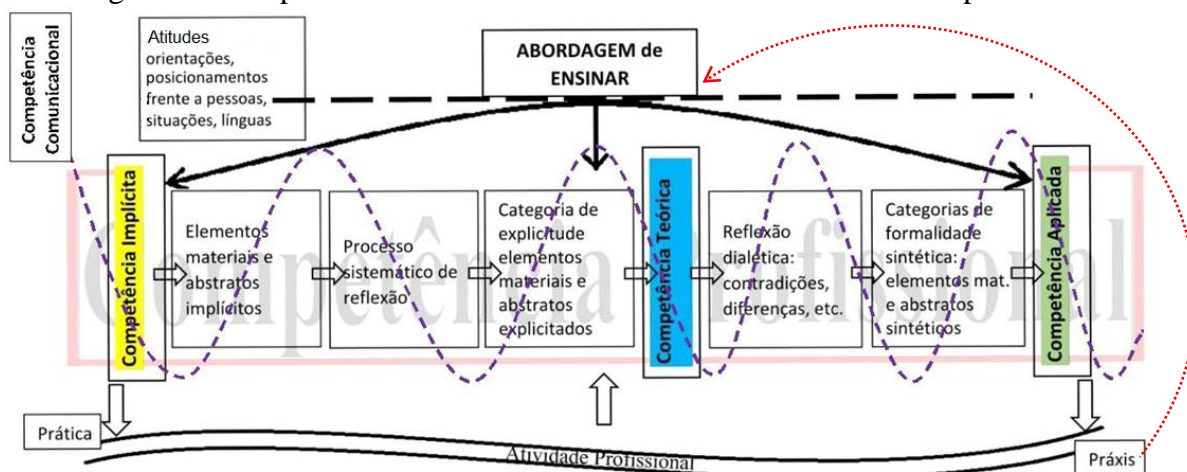 Competência
Comunicacional
Atitudes
orientações,
posicionamentos
frente a pessoas,
situações, línguas
ABORDAGEM de
ENSINAR
Competência Profissional
Competência Implícita
Elementos
materiais e
abstratos
implícitos
Processo
sistemático de
reflexão
Categoria de
explicitude
elementos
materiais e
abstratos
explicitados
Competência Teórica
Reflexão
dialética:
contradições,
diferenças, etc.
Categorias de
formalidade
sintética:
elementos mat.
e abstratos
sintéticos
Competência Aplicada
Prática
Atividade Profissional
Práxis